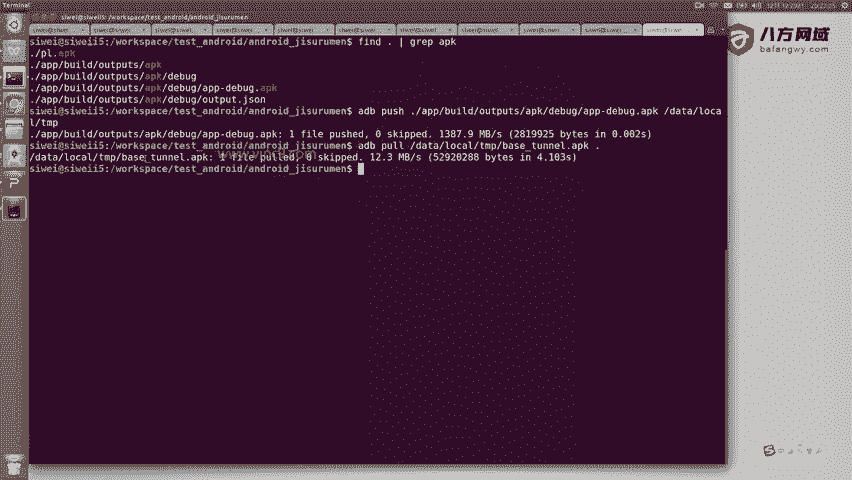 Terminal
siwei@siwei5: /workspace/test_android/android_jisurumen
siwei@siweii5:/workspace/test_android/android_jisurumen$ find . | grep apk
./pl.apk
./app/build/outputs/apk
./app/build/outputs/apk/debug
./app/build/outputs/apk/debug/app-debug.apk
./app/build/outputs/apk/debug/output.json
siwei@siweii5:/workspace/test_android/android_jisurumen$ adb push ./app/build/outputs/apk/debug/app-debug.apk /data/loca
l/tmp
./app/build/outputs/apk/debug/app-debug.apk: 1 file pushed, 0 skipped. 1387.9 MB/s (2819925 bytes in 0.002s)
siwei@siweii5:/workspace/test_android/android_jisurumen$ adb pull /data/local/tmp/base_tunnel.apk .
/data/local/tmp/base_tunnel.apk: 1 file pulled, 0 skipped. 12.3 MB/s (52920288 bytes in 4.103s)
siwei@siweii5:/workspace/test_android/android_jisurumen$
八方网域
bafangwy.com